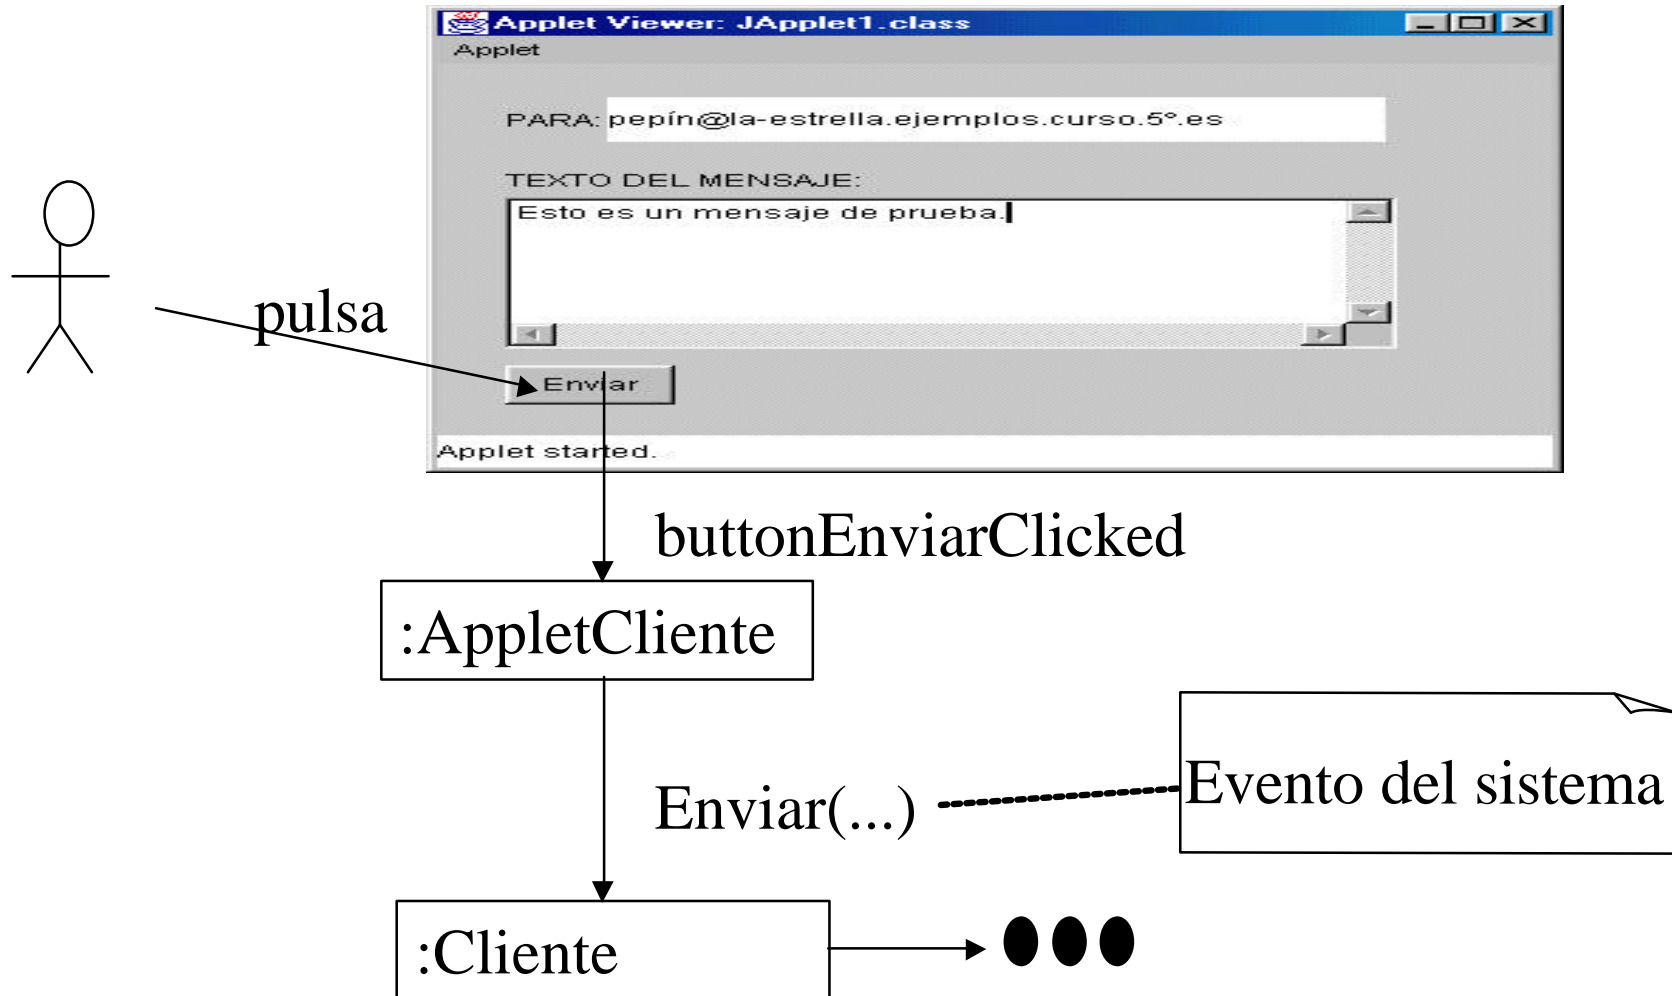 Applet Viewer: JApplet1.class
Applet
PARA: pepín@la-estrella.ejemplos.curso.5º.es
TEXTO DEL MENSAJE:
Esto es un mensaje de prueba.
pulsa
Enviar
Applet started.
buttonEnviarClicked
:AppletCliente
Enviar(...)
Evento del sistema
:Cliente